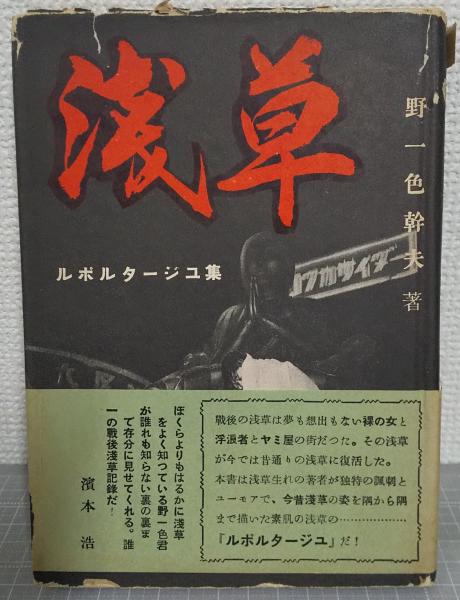 浅草
野一色幹夫 著
ルポルタージユ集
ぼくらよりもはるかに浅草
をよく知つている野一色君
が誰れも知らない裏の裏ま
で存分に見せてくれる。誰
一の戦後浅草記録だ!
濱本 浩
戦後の浅草は夢も想出もない裸の女と
浮浪者とヤミ屋の街だつた。その浅草
が今では昔通りの浅草に復活した。
本書は浅草生れの著者が独特の諷刺と
ユーモアで、今昔淺草の姿を隅から隅
まで描いた素肌の浅草の………………
『ルポルタージユ』だ!